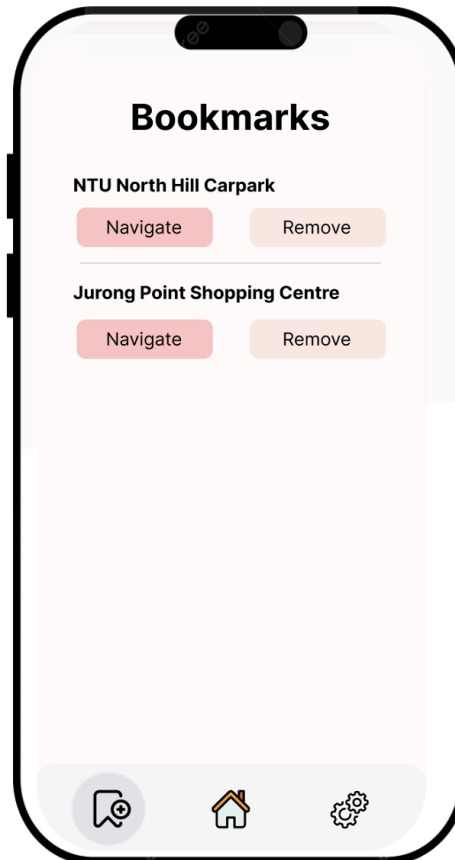 Bookmarks
NTU North Hill Carpark
Navigate Remove
Jurong Point Shopping Centre
Navigate Remove